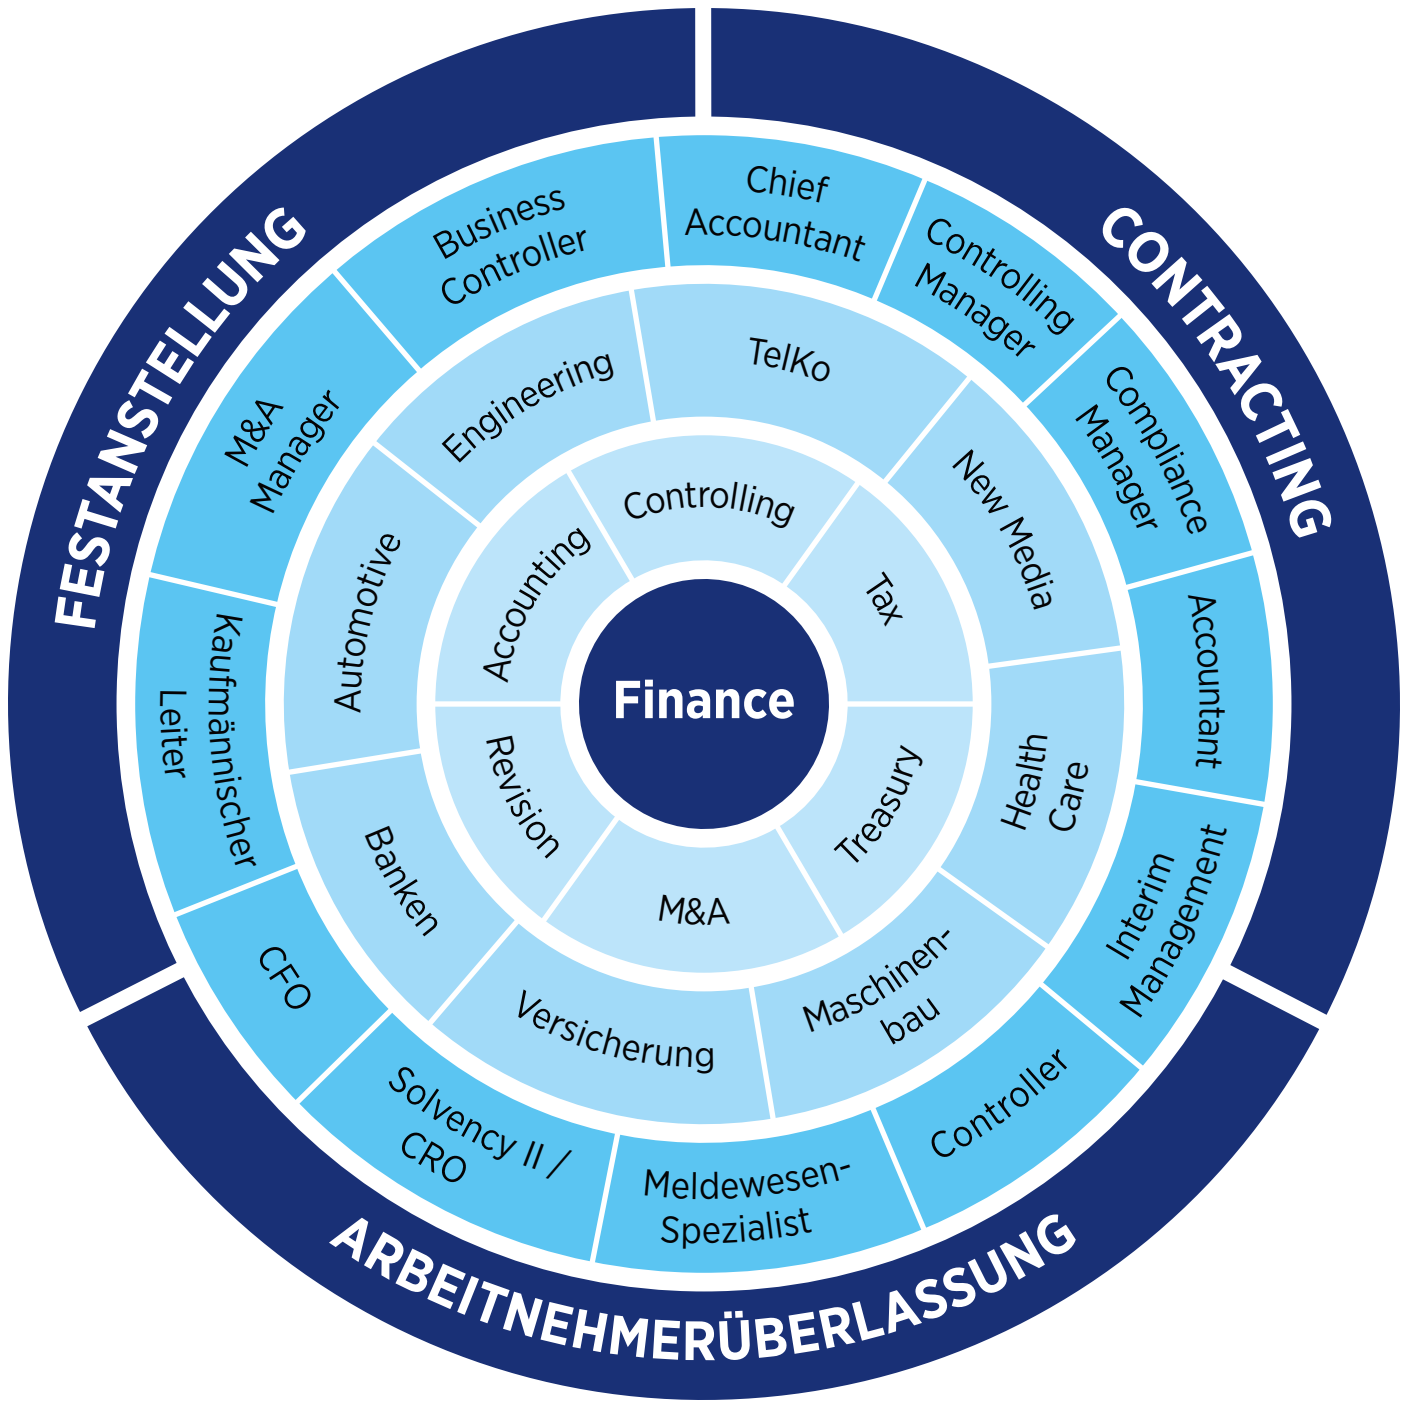 FESTANSTELLUNG
CONTRACTING
ARBEITNEHMERÜBERLASSUNG
Chief
Accountant
Controlling
Manager
Compliance
Manager
Accountant
Interim
Management
Controller
Meldewesen-
Spezialist
Solvency II /
CRO
CFO
Kaufmännischer
Leiter
M&A
Manager
Business
Controller
TelKo
New Media
Health
Care
Maschinen-
bau
Versicherung
Banken
Automotive
Engineering
Controlling
Tax
Treasury
M&A
Revision
Accounting
Finance